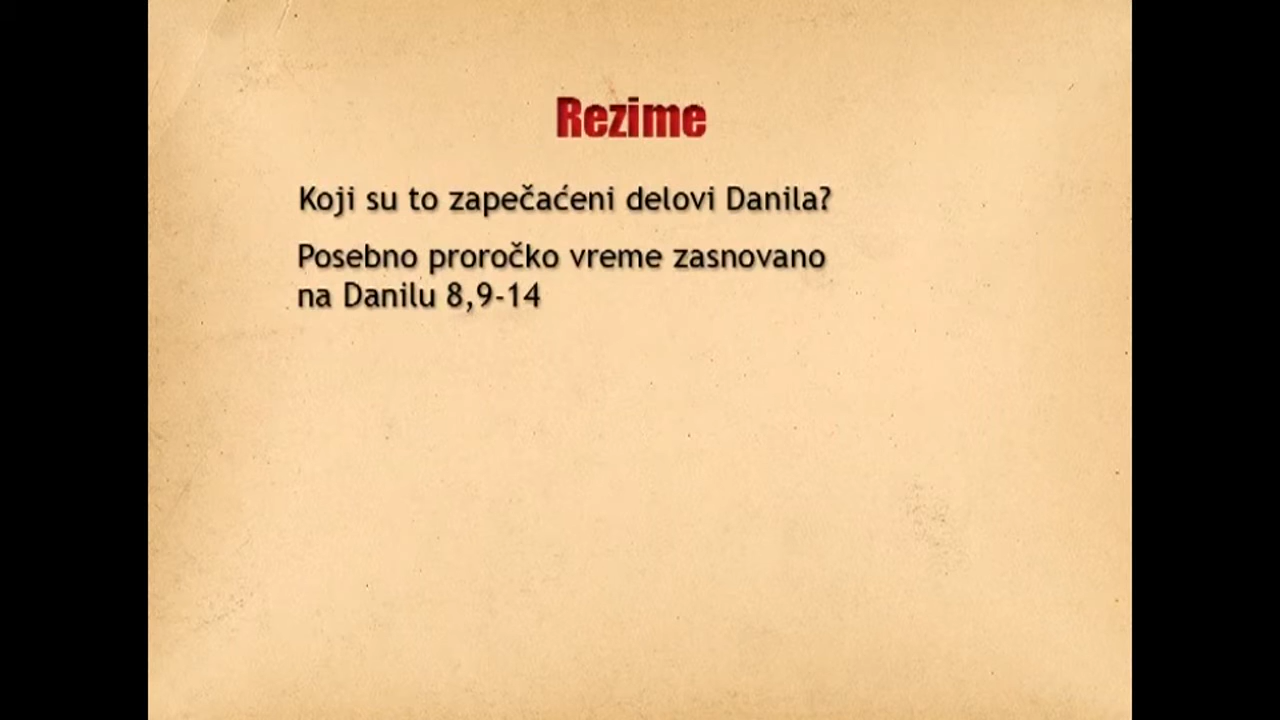 Rezime
Koji su to zapečaćeni delovi Danila?
Posebno proročko vreme zasnovano
na Danilu 8,9-14